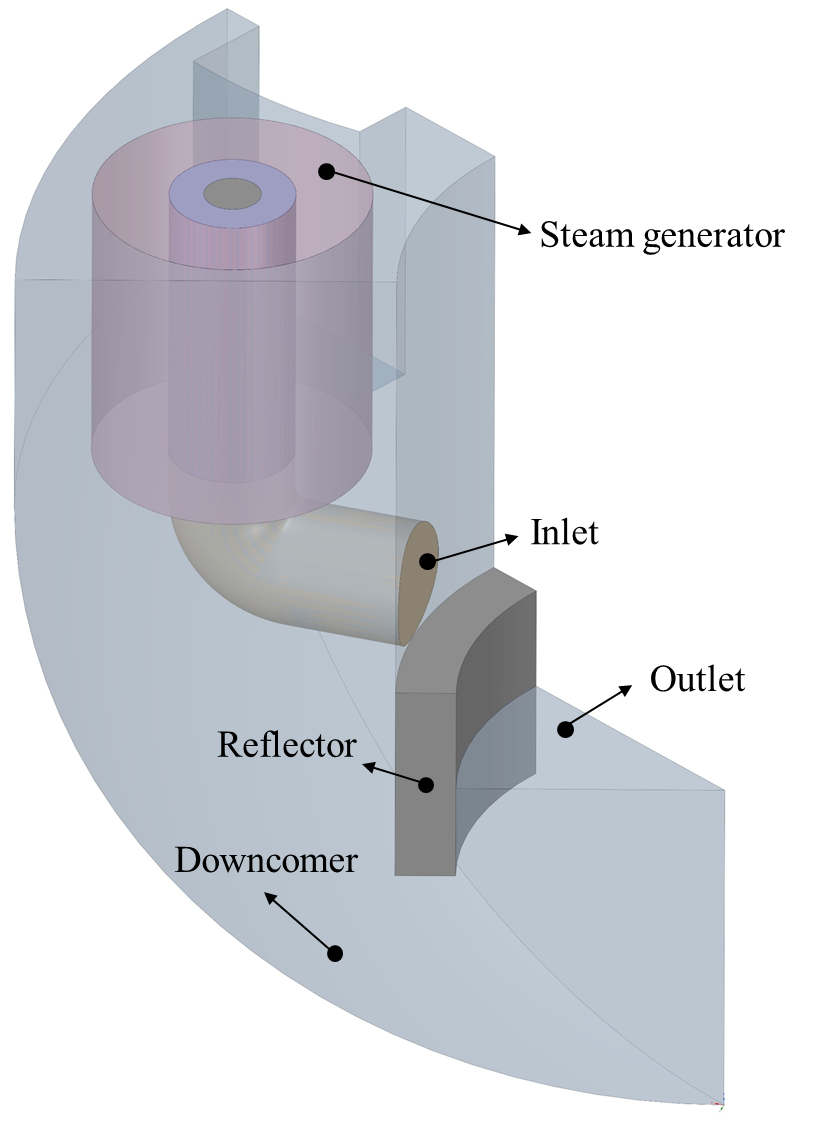 Steam generator
Inlet
Outlet
Reflector
Downcomer